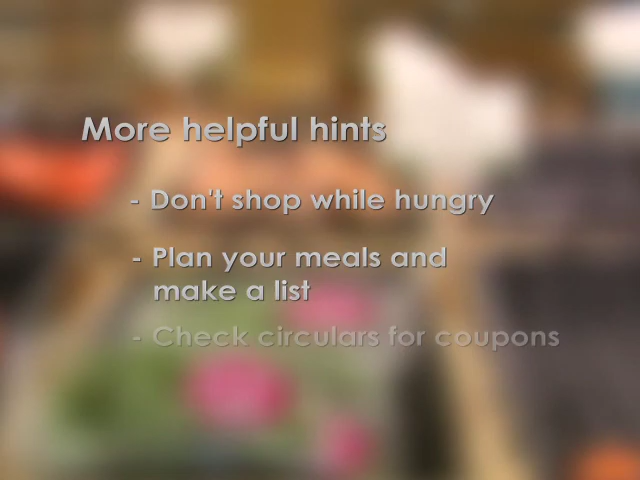 More helpful hints
- Don't shop while hungry
- Plan your meals and
make a list
- Check circulars for coupons